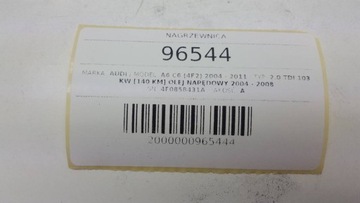 NAGRZEWNICA
96544
MARKA: AUDI, MODEL: A6 C6 (4F2) 2004 - 2011, TYP: 2.0 TDI 103
KW [140 KM] OLEJ NAPĘDOWY 2004 - 2008
4F0858431A A
2000000965444